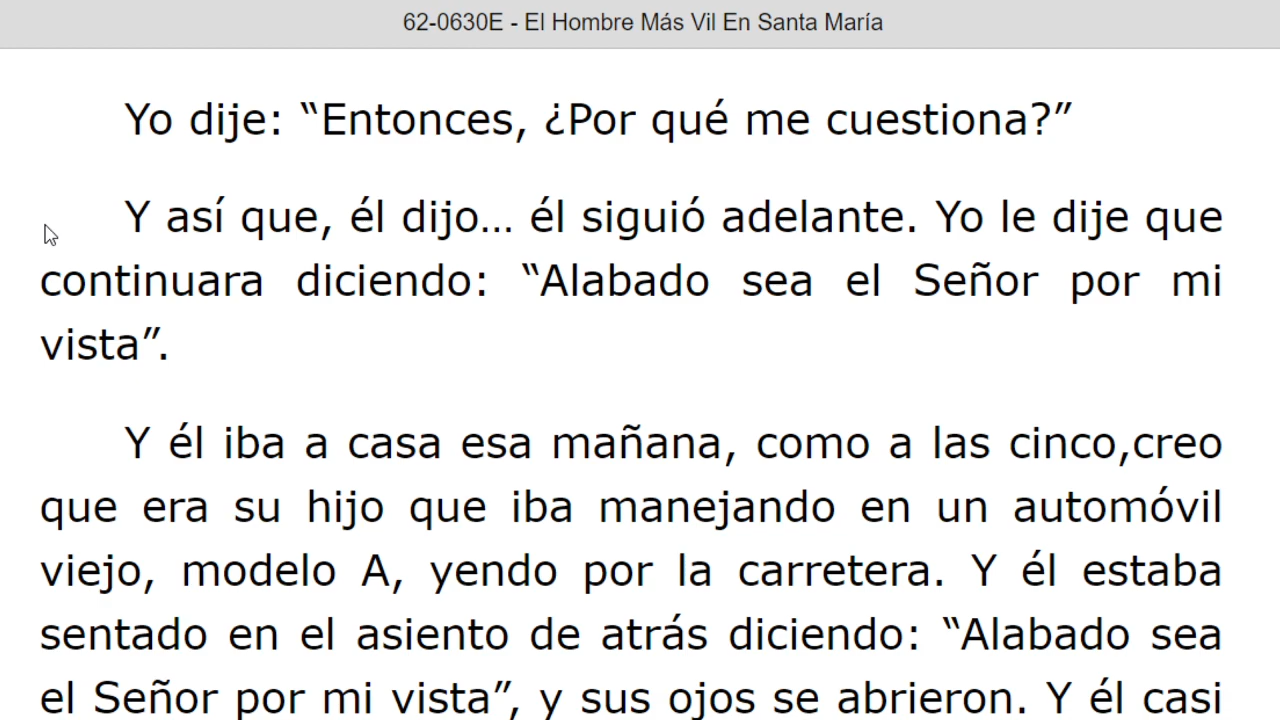 62-0630E - El Hombre Más Vil En Santa María
Yo dije: “Entonces, ¿Por qué me cuestiona?”
Y así que, él dijo… él siguió adelante. Yo le dije que
continuara diciendo: “Alabado sea el Señor por mi
vista”.
Y él iba a casa esa mañana, como a las cinco,creo
que era su hijo que iba manejando en un automóvil
viejo, modelo A, yendo por la carretera. Y él estaba
sentado en el asiento de atrás diciendo: “Alabado sea
el Señor por mi vista”, y sus ojos se abrieron. Y él casi